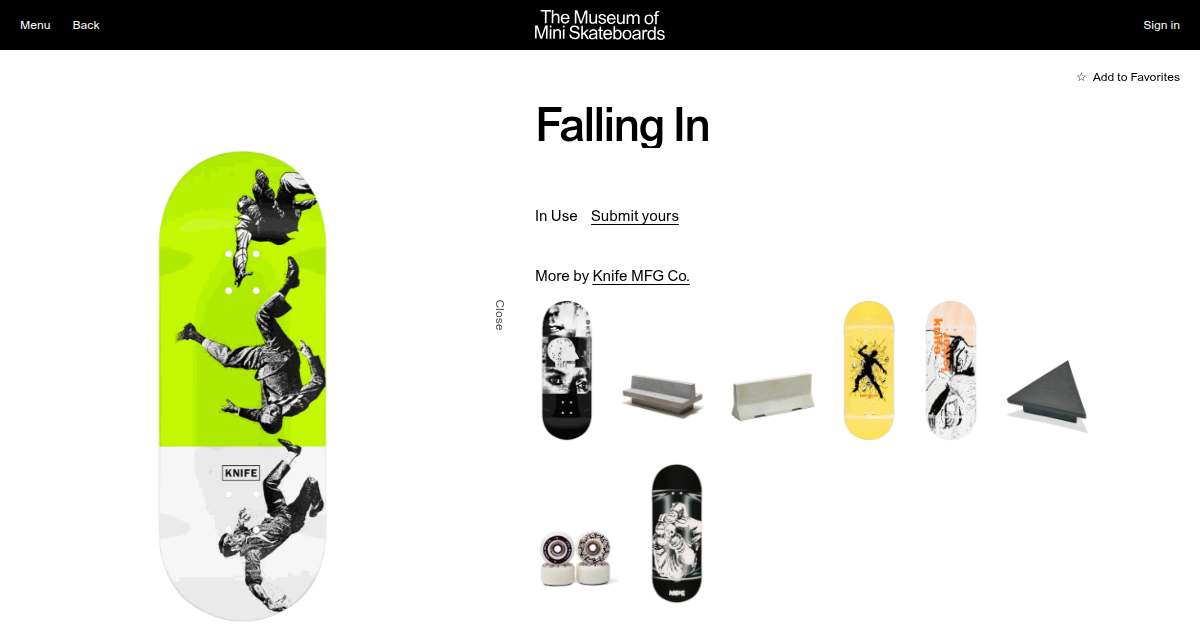 Menu
Back
The Museum of
Mini Skateboards
Sign in
☆ Add to Favorites
Falling In
In Use
Submit yours
More by Knife MFG Co.
Close
KNIFE
KNIFE